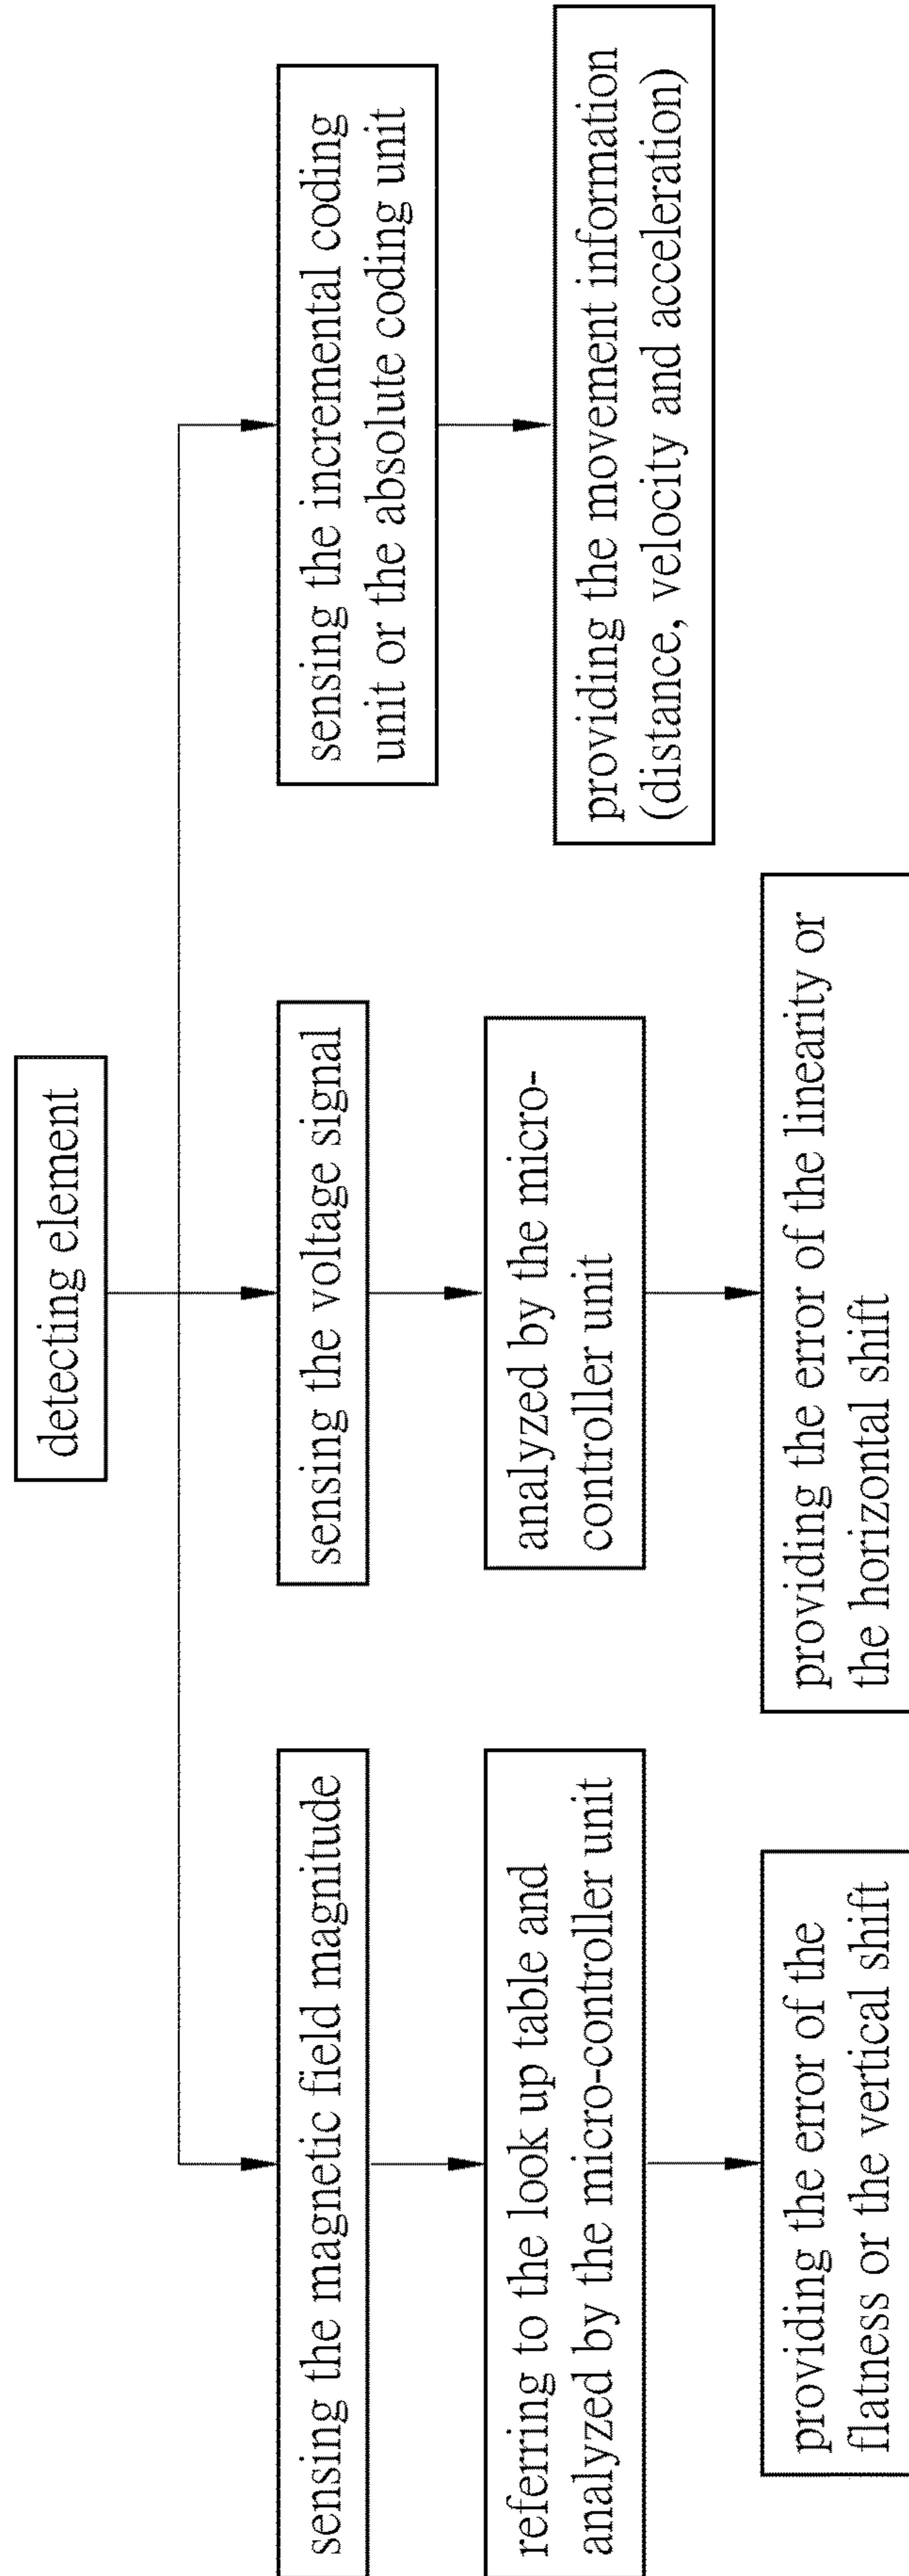 detecting element
sensing the magnetic field magnitude
referring to the look up table and
analyzed by the micro-controller unit
providing the error of the
flatness or the vertical shift
sensing the voltage signal
analyzed by the micro-
controller unit
providing the error of the linearity or
the horizontal shift
sensing the incremental coding
unit or the absolute coding unit
providing the movement information
(distance, velocity and acceleration)